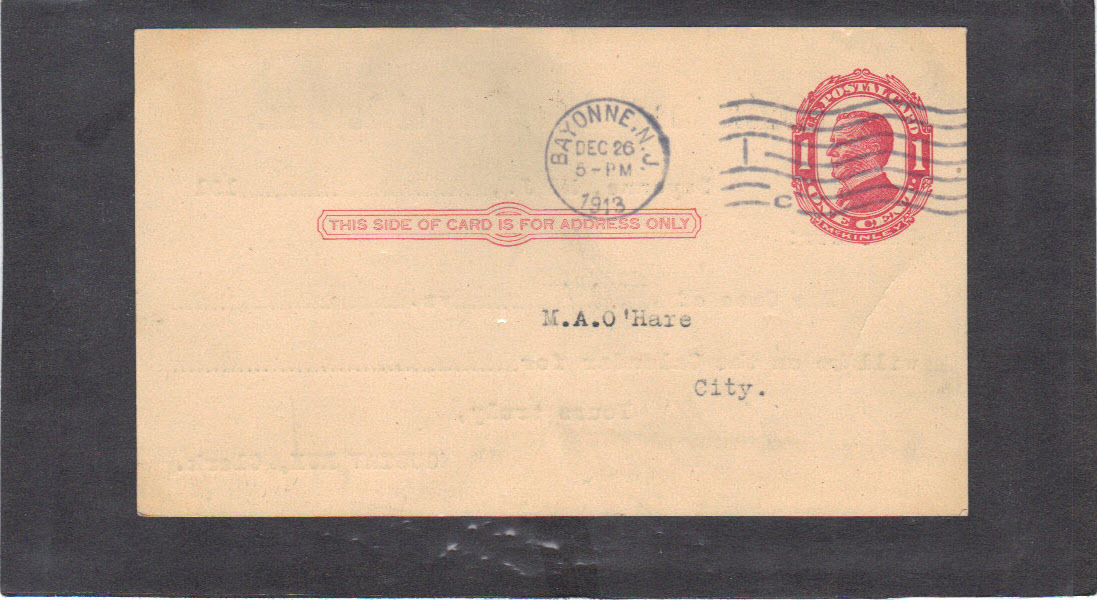 U.S. POSTAL CARD
1 1
ONE CENT
McKINLEY
BAYONNE, N.J.
DEC 26
5-PM
1913
C
THIS SIDE OF CARD IS FOR ADDRESS ONLY
M.A.O'Hare
City.